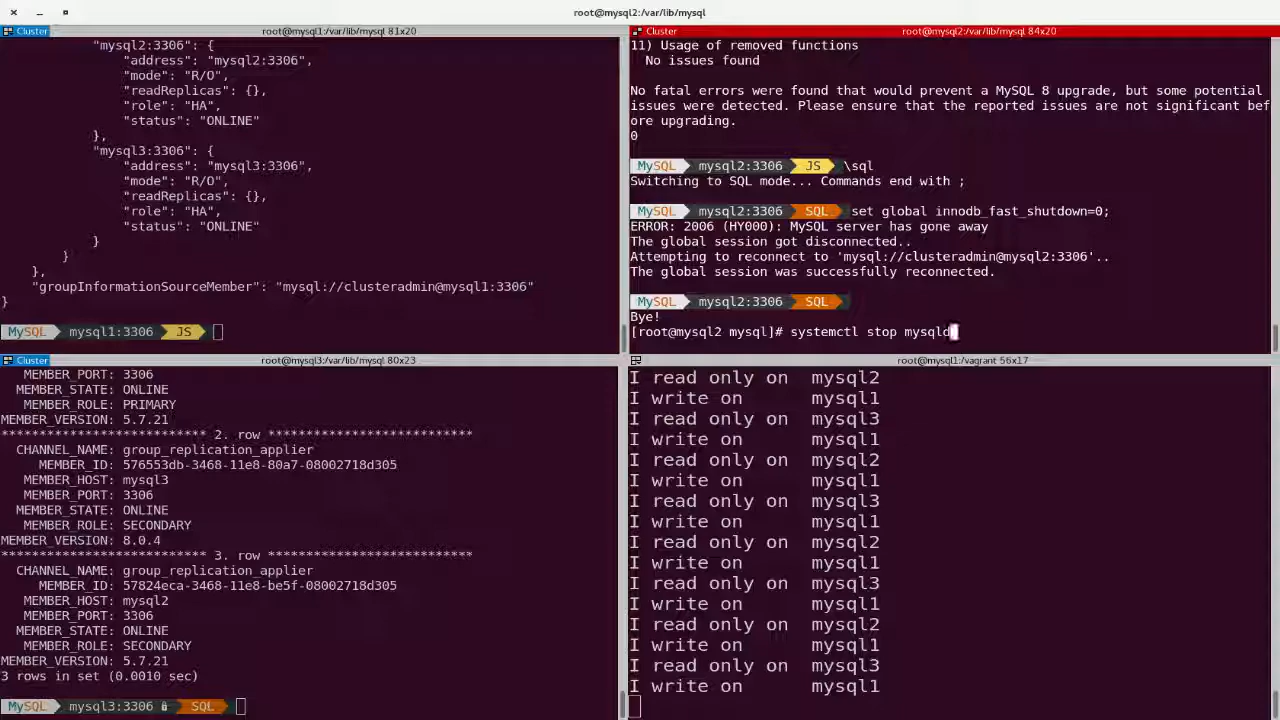 root@mysql2:/var/lib/mysql
Cluster
root@mysql1:/var/lib/mysql 81x20
"mysql2:3306": {
"address": "mysql2:3306",
"mode": "R/O",
"readReplicas": {},
"role": "HA",
"status": "ONLINE"
},
"mysql3:3306": {
"address": "mysql3:3306",
"mode": "R/O",
"readReplicas": {},
"role": "HA",
"status": "ONLINE"
}
}
},
"groupInformationSourceMember": "mysql://clusteradmin@mysql1:3306"
}
MySQL mysql1:3306 JS
Cluster
root@mysql2:/var/lib/mysql 84x20
11) Usage of removed functions
No issues found
No fatal errors were found that would prevent a MySQL 8 upgrade, but some potential
issues were detected. Please ensure that the reported issues are not significant bef
ore upgrading.
0
MySQL mysql2:3306 JS \sql
Switching to SQL mode... Commands end with ;
MySQL mysql2:3306 SQL set global innodb_fast_shutdown=0;
ERROR: 2006 (HY000): MySQL server has gone away
The global session got disconnected..
Attempting to reconnect to 'mysql://clusteradmin@mysql2:3306'..
The global session was successfully reconnected.
MySQL mysql2:3306 SQL
Bye!
[root@mysql2 mysql]# systemctl stop mysqld
Cluster
root@mysql3:/var/lib/mysql 80x23
MEMBER_PORT: 3306
MEMBER_STATE: ONLINE
MEMBER_ROLE: PRIMARY
MEMBER_VERSION: 5.7.21
*************************** 2. row ***************************
CHANNEL_NAME: group_replication_applier
MEMBER_ID: 576553db-3468-11e8-80a7-08002718d305
MEMBER_HOST: mysql3
MEMBER_PORT: 3306
MEMBER_STATE: ONLINE
MEMBER_ROLE: SECONDARY
MEMBER_VERSION: 8.0.4
*************************** 3. row ***************************
CHANNEL_NAME: group_replication_applier
MEMBER_ID: 57824eca-3468-11e8-be5f-08002718d305
MEMBER_HOST: mysql2
MEMBER_PORT: 3306
MEMBER_STATE: ONLINE
MEMBER_ROLE: SECONDARY
MEMBER_VERSION: 5.7.21
3 rows in set (0.0010 sec)
MySQL mysql3:3306 SQL
root@mysql1:/vagrant 56x17
I read only on mysql2
I write on mysql1
I read only on mysql3
I write on mysql1
I read only on mysql2
I write on mysql1
I read only on mysql3
I write on mysql1
I read only on mysql2
I write on mysql1
I read only on mysql3
I write on mysql1
I read only on mysql2
I write on mysql1
I read only on mysql3
I write on mysql1